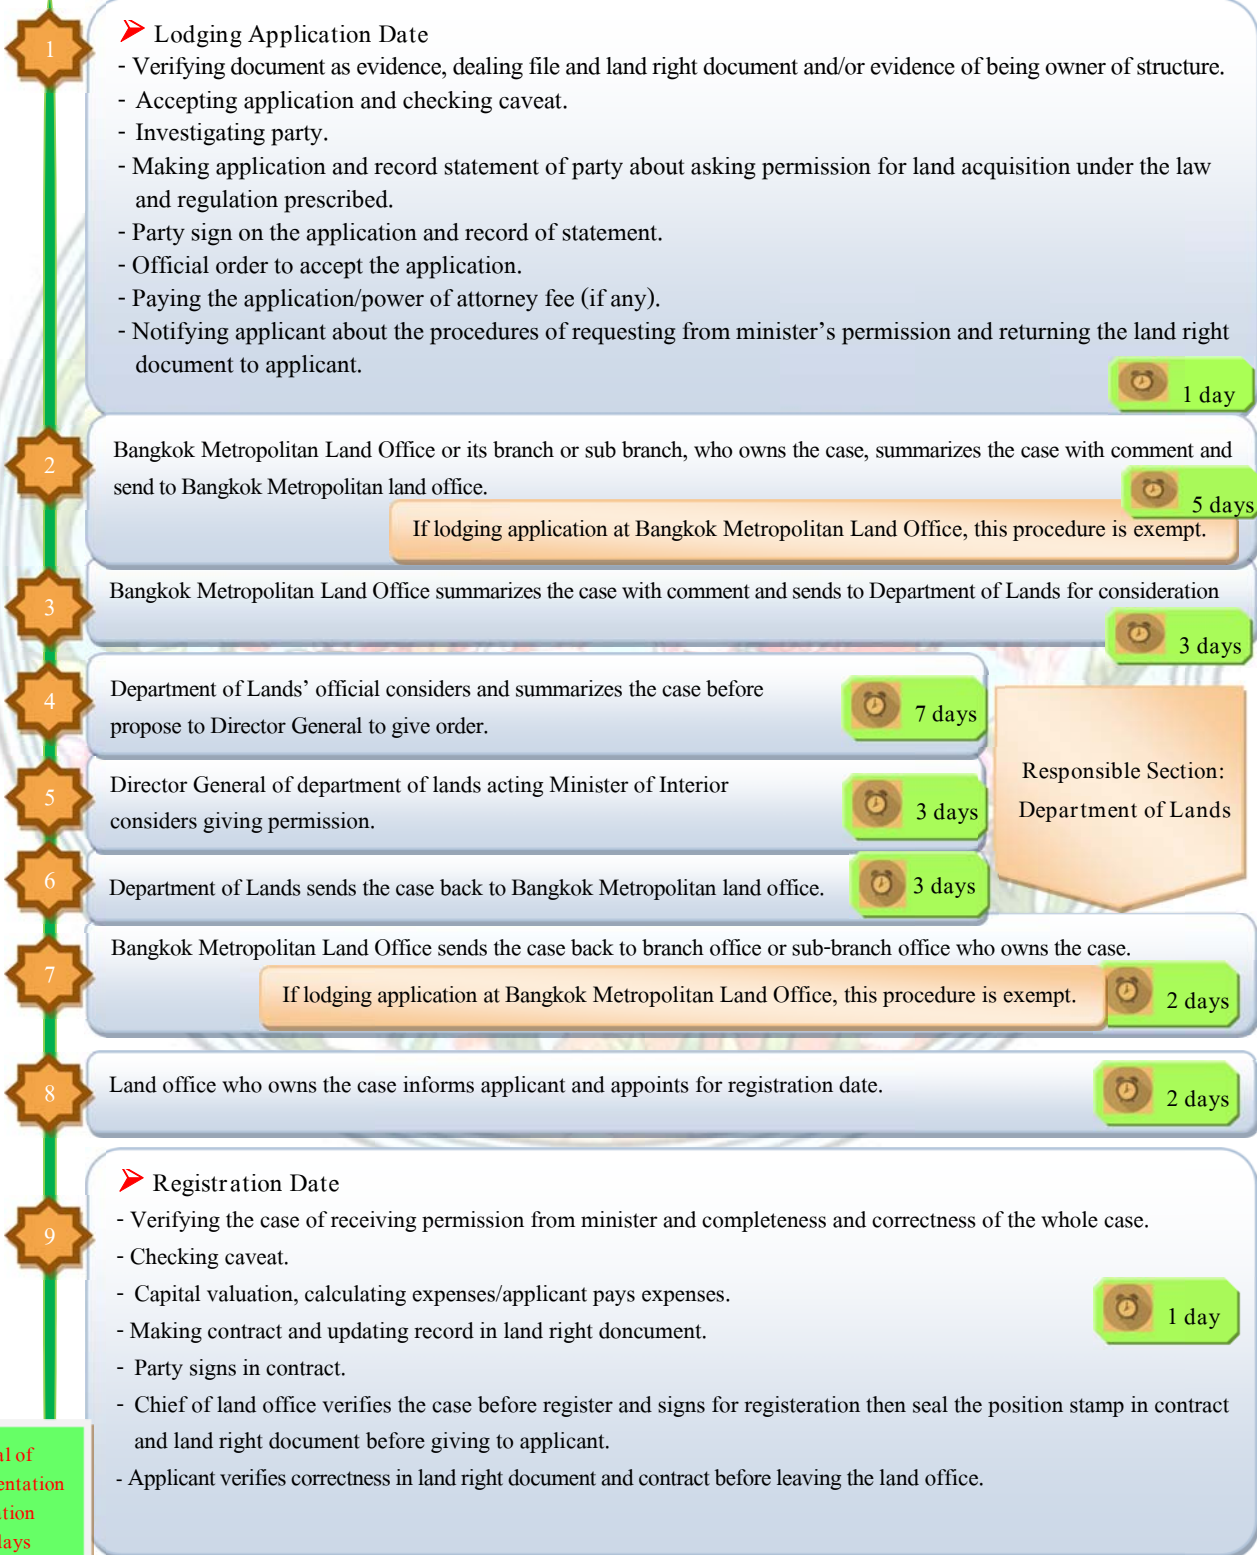 1
Lodging Application Date
- Verifying document as evidence, dealing file and land right document and/or evidence of being owner of structure.
- Accepting application and checking caveat.
- Investigating party.
- Making application and record statement of party about asking permission for land acquisition under the law
and regulation prescribed.
- Party sign on the application and record of statement.
- Official order to accept the application.
- Paying the application/power of attorney fee (if any).
- Notifying applicant about the procedures of requesting from minister’s permission and returning the land right
document to applicant.
1 day
2
Bangkok Metropolitan Land Office or its branch or sub branch, who owns the case, summarizes the case with comment and
send to Bangkok Metropolitan land office.
5 days
If lodging application at Bangkok Metropolitan Land Office, this procedure is exempt.
3
Bangkok Metropolitan Land Office summarizes the case with comment and sends to Department of Lands for consideration
3 days
4
Department of Lands’ official considers and summarizes the case before
propose to Director General to give order.
7 days
5
Director General of department of lands acting Minister of Interior
considers giving permission.
3 days
Responsible Section:
Department of Lands
6
Department of Lands sends the case back to Bangkok Metropolitan land office.
3 days
7
Bangkok Metropolitan Land Office sends the case back to branch office or sub-branch office who owns the case.
If lodging application at Bangkok Metropolitan Land Office, this procedure is exempt.
2 days
8
Land office who owns the case informs applicant and appoints for registration date.
2 days
9
Registration Date
- Verifying the case of receiving permission from minister and completeness and correctness of the whole case.
- Checking caveat.
- Capital valuation, calculating expenses/applicant pays expenses.
- Making contract and updating record in land right doncument.
- Party signs in contract.
- Chief of land office verifies the case before register and signs for registeration then seal the position stamp in contract
and land right document before giving to applicant.
- Applicant verifies correctness in land right document and contract before leaving the land office.
1 day
of